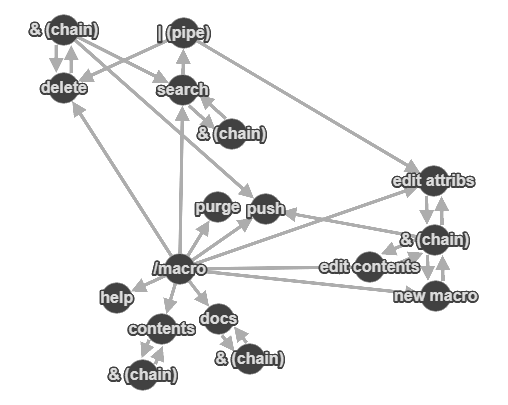 & (chain)
| (pipe)
delete
search
& (chain)
edit attribs
purge
push
& (chain)
/macro
edit contents
help
new macro
contents
docs
& (chain)
& (chain)